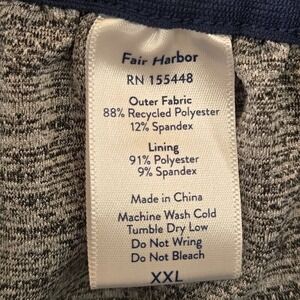 Fair Harbor
RN 155448
Outer Fabric
88% Recycled Polyester
12% Spandex
Lining
91% Polyester
9% Spandex
Made in China
Machine Wash Cold
Tumble Dry Low
Do Not Wring
Do Not Bleach
XXL